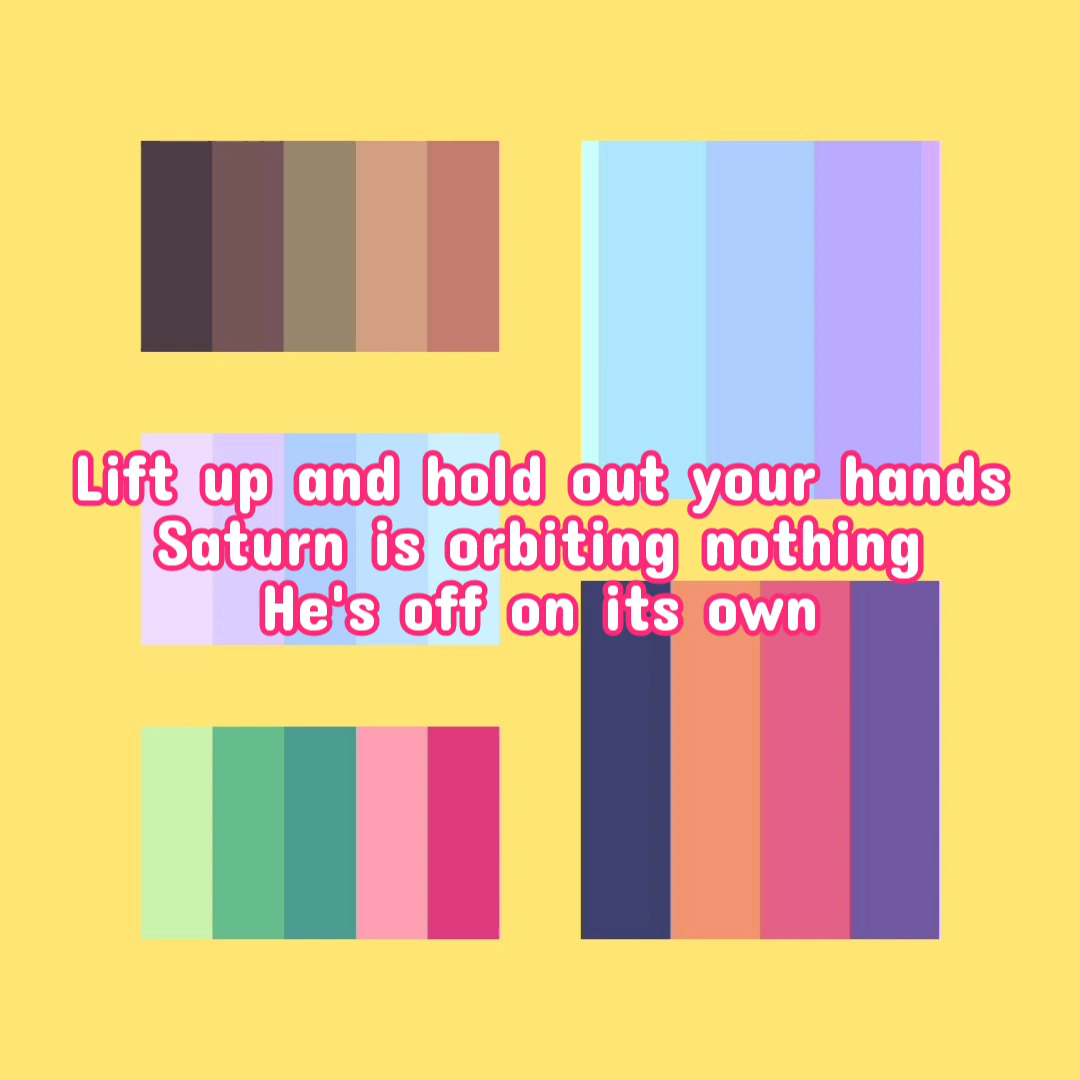 Lift up and hold out your hands
Saturn is orbiting nothing
He's off on its own